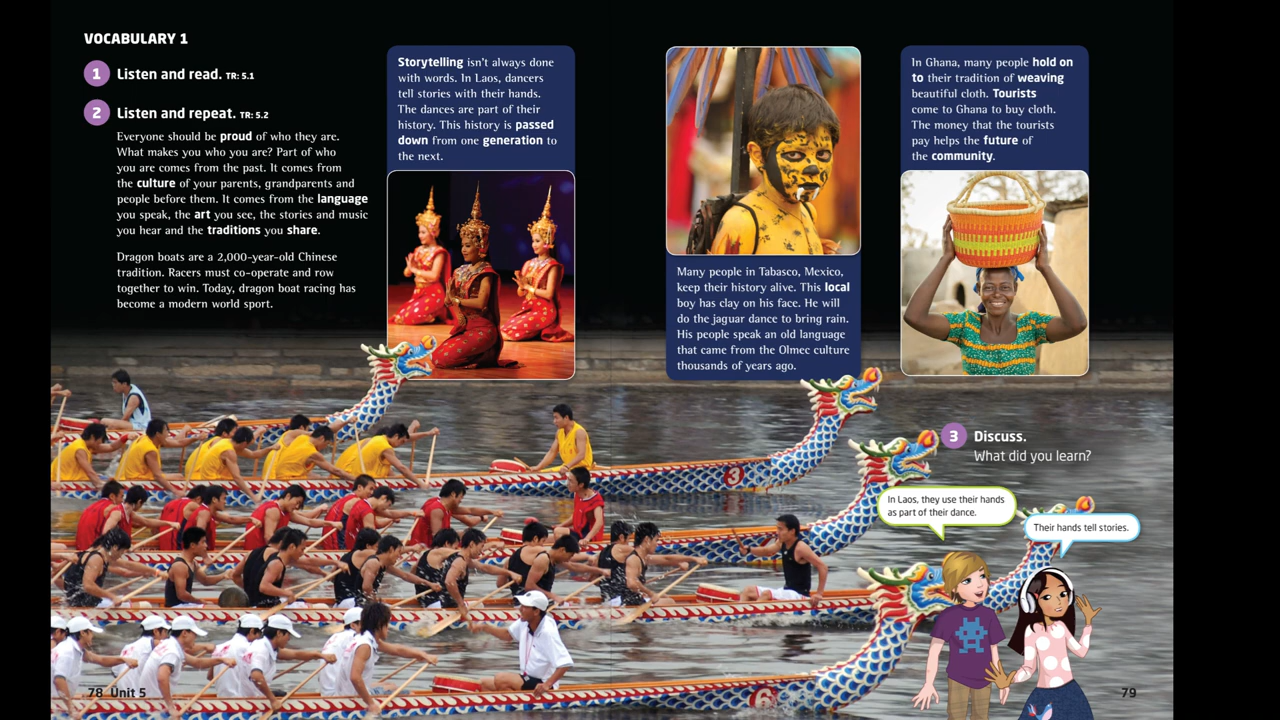 VOCABULARY 1
1 Listen and read. TR: 5.1
2 Listen and repeat. TR: 5.2
Everyone should be proud of who they are.
What makes you who you are? Part of who
you are comes from the past. It comes from
the culture of your parents, grandparents and
people before them. It comes from the language
you speak, the art you see, the stories and music
you hear and the traditions you share.
Dragon boats are a 2,000-year-old Chinese
tradition. Racers must co-operate and row
together to win. Today, dragon boat racing has
become a modern world sport.
Storytelling isn't always done
with words. In Laos, dancers
tell stories with their hands.
The dances are part of their
history. This history is passed
down from one generation to
the next.
Many people in Tabasco, Mexico,
keep their history alive. This local
boy has clay on his face. He will
do the jaguar dance to bring rain.
His people speak an old language
that came from the Olmec culture
thousands of years ago.
In Ghana, many people hold on
to their tradition of weaving
beautiful cloth. Tourists
come to Ghana to buy cloth.
The money that the tourists
pay helps the future of
the community.
3 Discuss.
What did you learn?
In Laos, they use their hands
as part of their dance.
Their hands tell stories.
3
6
78 Unit 5
79